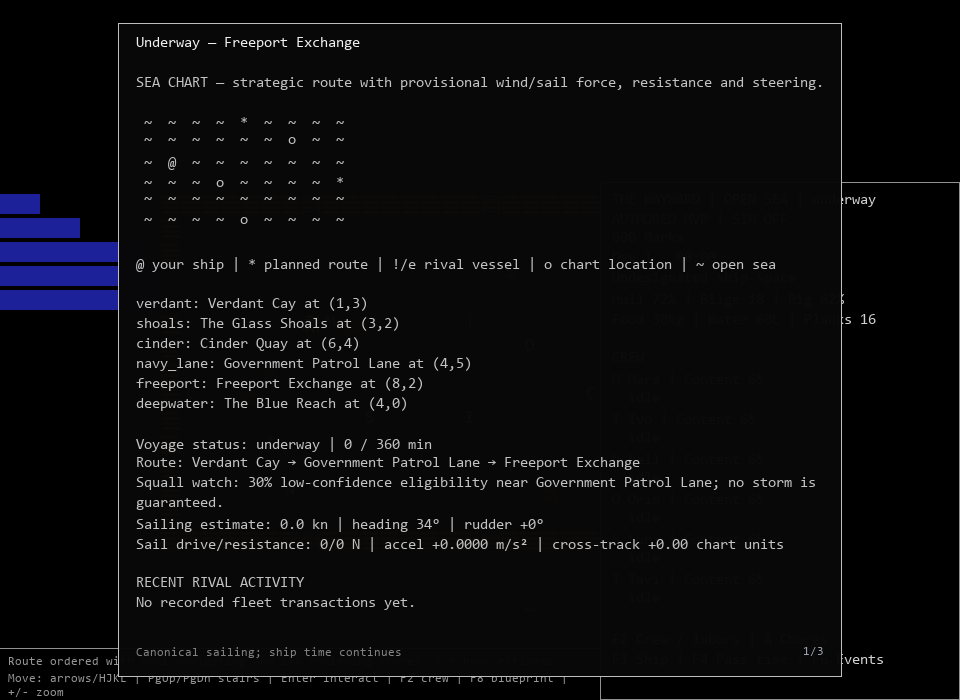 Underway — Freeport Exchange
SEA CHART — strategic route with provisional wind/sail force, resistance and steering.
~ ~ ~ ~ * ~ ~ ~ ~
~ ~ ~ ~ ~ ~ o ~ ~
~ @ ~ ~ ~ ~ ~ ~ ~
~ ~ ~ o ~ ~ ~ ~ *
~ ~ ~ ~ ~ ~ ~ ~ ~
~ ~ ~ ~ o ~ ~ ~ ~
@ your ship │ * planned route │ !/e rival vessel │ o chart location │ ~ open sea
verdant: Verdant Cay at (1,3)
shoals: The Glass Shoals at (3,2)
cinder: Cinder Quay at (6,4)
navy_lane: Government Patrol Lane at (4,5)
freeport: Freeport Exchange at (8,2)
deepwater: The Blue Reach at (4,0)
Voyage status: underway │ 0 / 360 min
Route: Verdant Cay → Government Patrol Lane → Freeport Exchange
Squall watch: 30% low-confidence eligibility near Government Patrol Lane; no storm is
guaranteed.
Sailing estimate: 0.0 kn │ heading 34° │ rudder +0°
Sail drive/resistance: 0/0 N │ accel +0.0000 m/s² │ cross-track +0.00 chart units
RECENT RIVAL ACTIVITY
No recorded fleet transactions yet.
Canonical sailing; ship time continues
1/3
Route ordered
Move: arrows/HJKL | PgUp/PgDn stairs | Enter interact | F2 crew | F8 blueprint |
+/- zoom
16